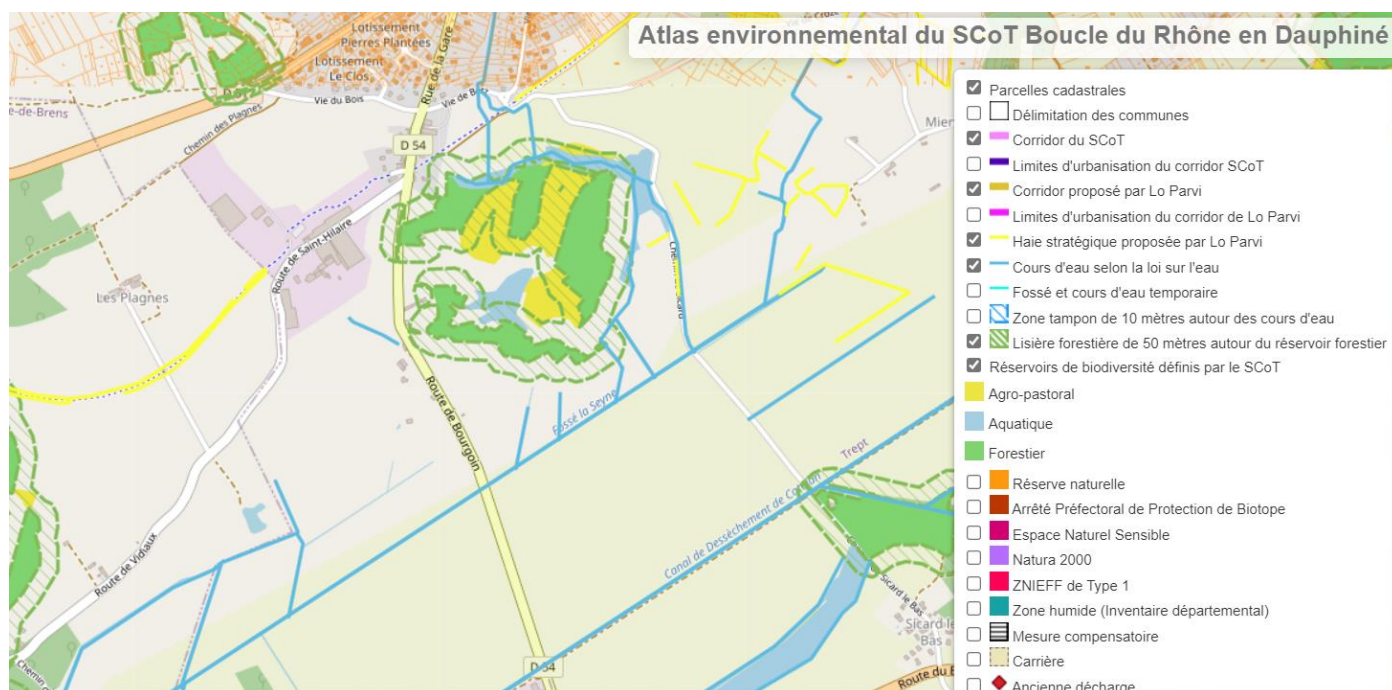 Atlas environnemental du SCoT Boucle du Rhône en Dauphiné
Lotissement
Pierres Plantées
Lotissement
Le Clos
Rue de la Gare
Vie du Bois
Chemin des Plagnes
D 54
Mier
Route de Saint-Hilaire
Les Plagnes
Chemin de Sicard
Route de Bourgoin
Fossé la Seyne
Trept
Canal de Dessèchement de
Route de Vidiaux
Sicard le Bas
Sicard le
Bas
D 54
Route du
Parcelles cadastrales
Délimitation des communes
Corridor du SCoT
Limites d'urbanisation du corridor SCoT
Corridor proposé par Lo Parvi
Limites d'urbanisation du corridor de Lo Parvi
Haie stratégique proposée par Lo Parvi
Cours d'eau selon la loi sur l'eau
Fossé et cours d'eau temporaire
Zone tampon de 10 mètres autour des cours d'eau
Lisière forestière de 50 mètres autour du réservoir forestier
Réservoirs de biodiversité définis par le SCoT
Agro-pastoral
Aquatique
Forestier
Réserve naturelle
Arrêté Préfectoral de Protection de Biotope
Espace Naturel Sensible
Natura 2000
ZNIEFF de Type 1
Zone humide (Inventaire départemental)
Mesure compensatoire
Carrière
Ancienne décharge